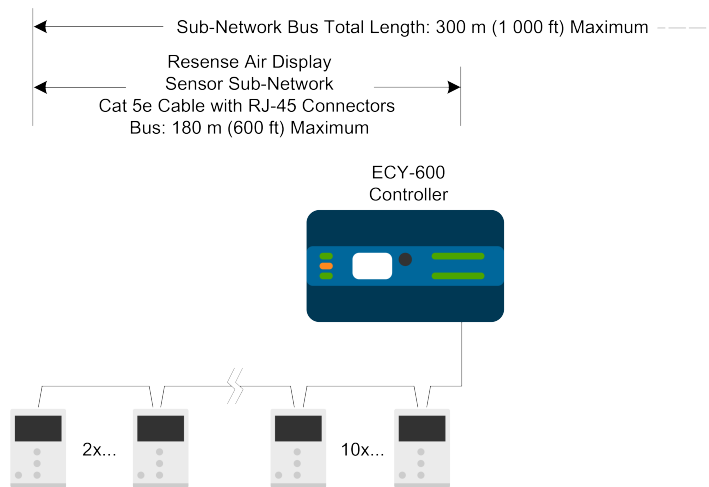 Sub-Network Bus Total Length: 300 m (1 000 ft) Maximum
Resense Air Display
Sensor Sub-Network
Cat 5e Cable with RJ-45 Connectors
Bus: 180 m (600 ft) Maximum
ECY-600
Controller
2x...
10x...